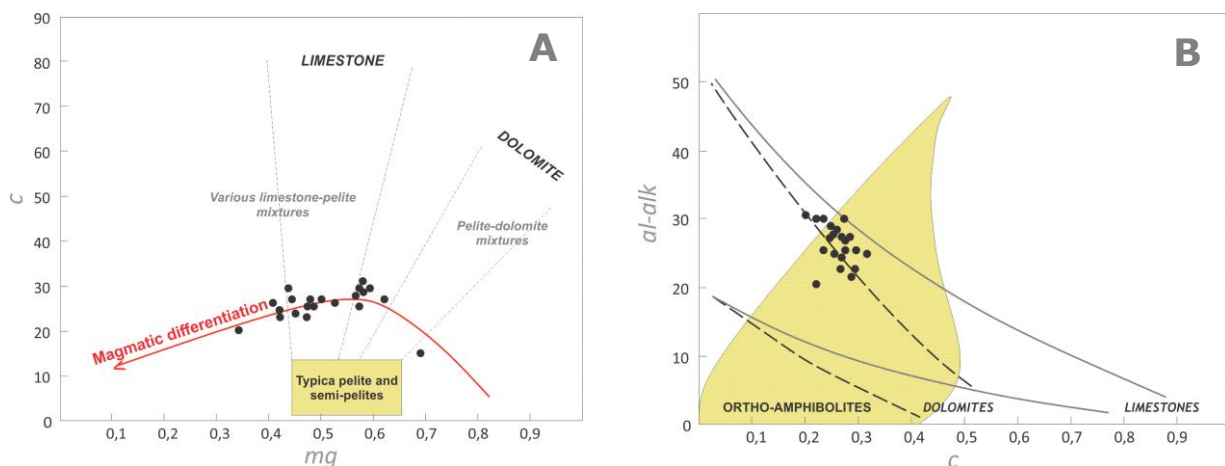 A
90
80
70
60
50
40
30
20
10
0
c
LIMESTONE
DOLOMITE
Various limestone-pelite
mixtures
Pelite-dolomite
mixtures
Magmatic differentiation
Typica pelite and
semi-pelites
0,1 0,2 0,3 0,4 0,5 0,6 0,7 0,8 0,9
mg
B
50
40
30
20
10
0
al-alk
ORTHO-AMPHIBOLITES DOLOMITES LIMESTONES
0,1 0,2 0,3 0,4 0,5 0,6 0,7 0,8 0,9
c